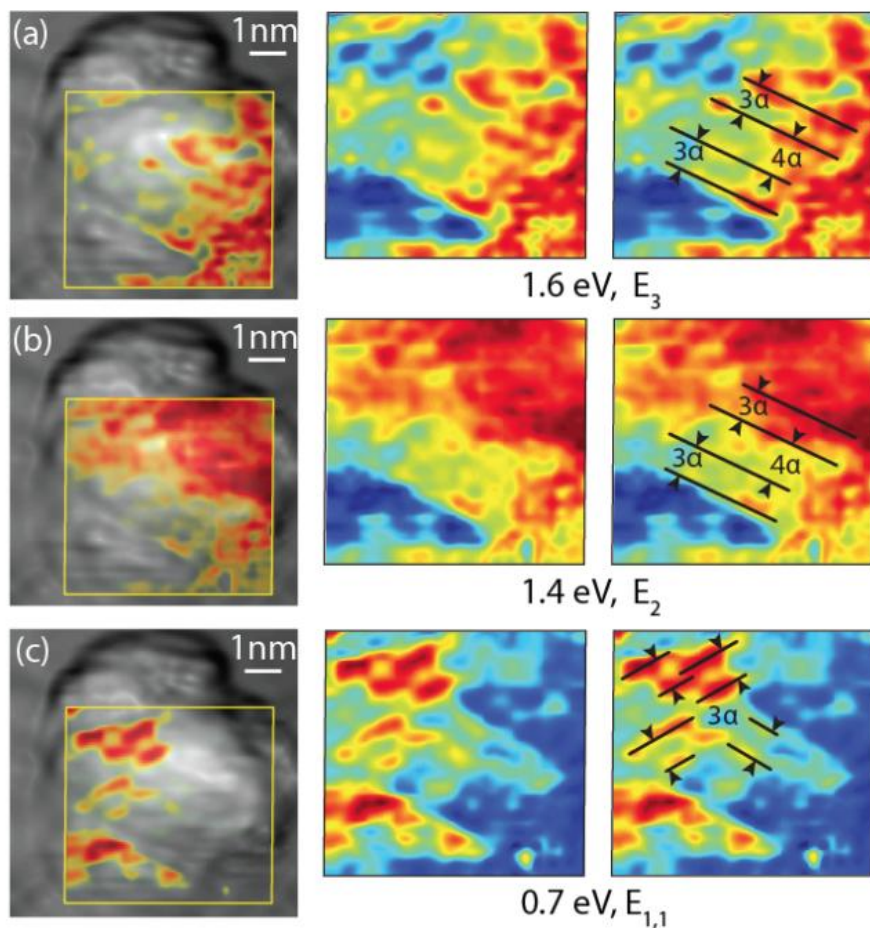 (a) 1nm
3α
3α 4α
1.6 eV, E₃
(b) 1nm
3α
3α 4α
1.4 eV, E₂
(c) 1nm
3α
0.7 eV, E₁,₁